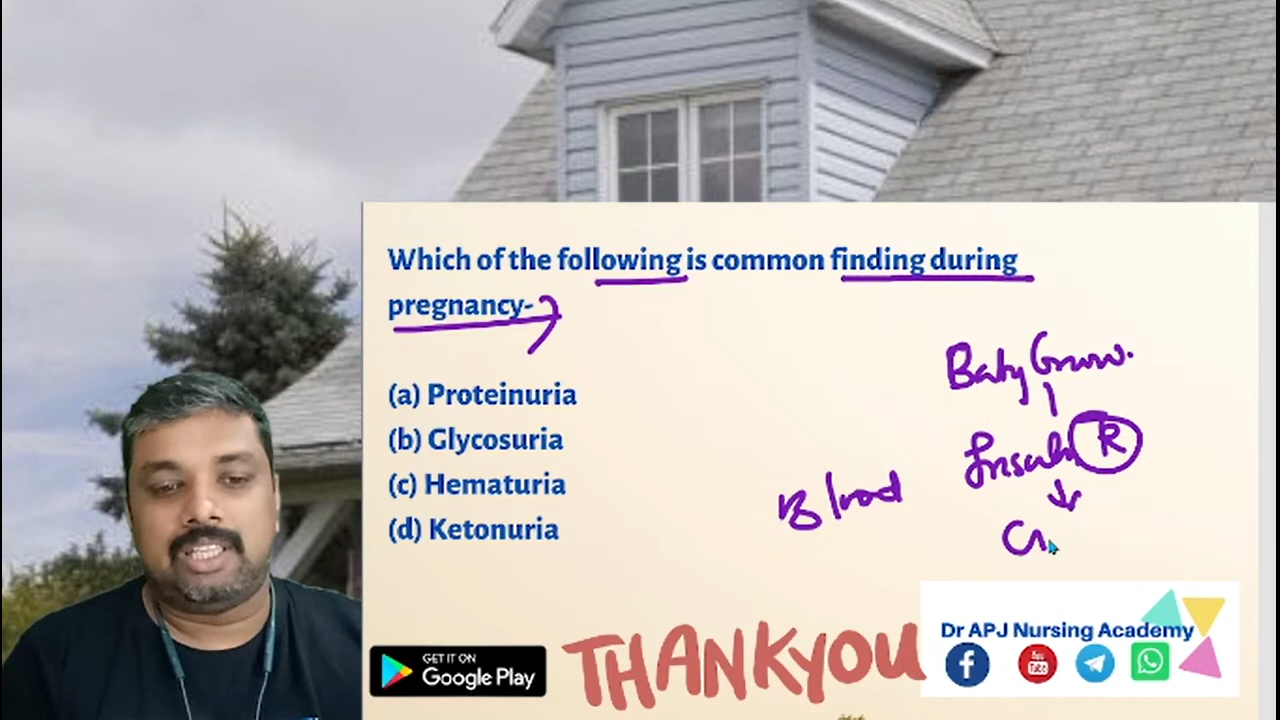 Which of the following is common finding during
pregnancy-
(a) Proteinuria
(b) Glycosuria
(c) Hematuria
(d) Ketonuria
Baby Grow.
R
Blood
GET IT ON
Google Play
THANKYOU
Dr APJ Nursing Academy